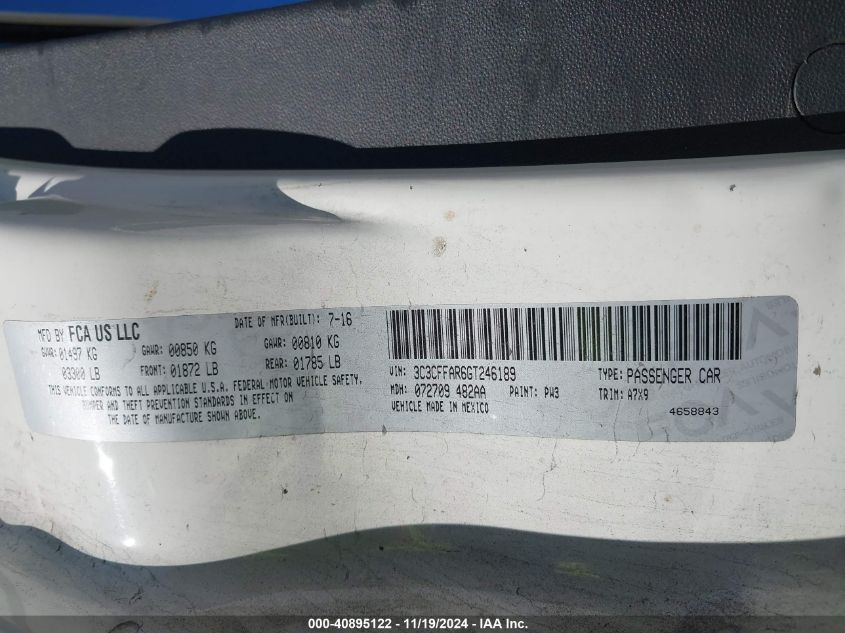 MFD BY FCA US LLC
DATE OF MFR(BUILT): 7-16
GVWR: 01497 KG GAWR: 00850 KG GAWR: 00810 KG
03300 LB FRONT: 01872 LB REAR: 01785 LB
THIS VEHICLE CONFORMS TO ALL APPLICABLE U.S.A. FEDERAL MOTOR VEHICLE SAFETY,
BUMPER AND THEFT PREVENTION STANDARDS IN EFFECT ON
THE DATE OF MANUFACTURE SHOWN ABOVE.
VIN: 3C3CFFAR6GT246189 TYPE: PASSENGER CAR
MDH: 072709 482AA PAINT: PW3 TRIM: A7X9
VEHICLE MADE IN MEXICO 4658843
000-40895122 - 11/19/2024 - IAAI.com